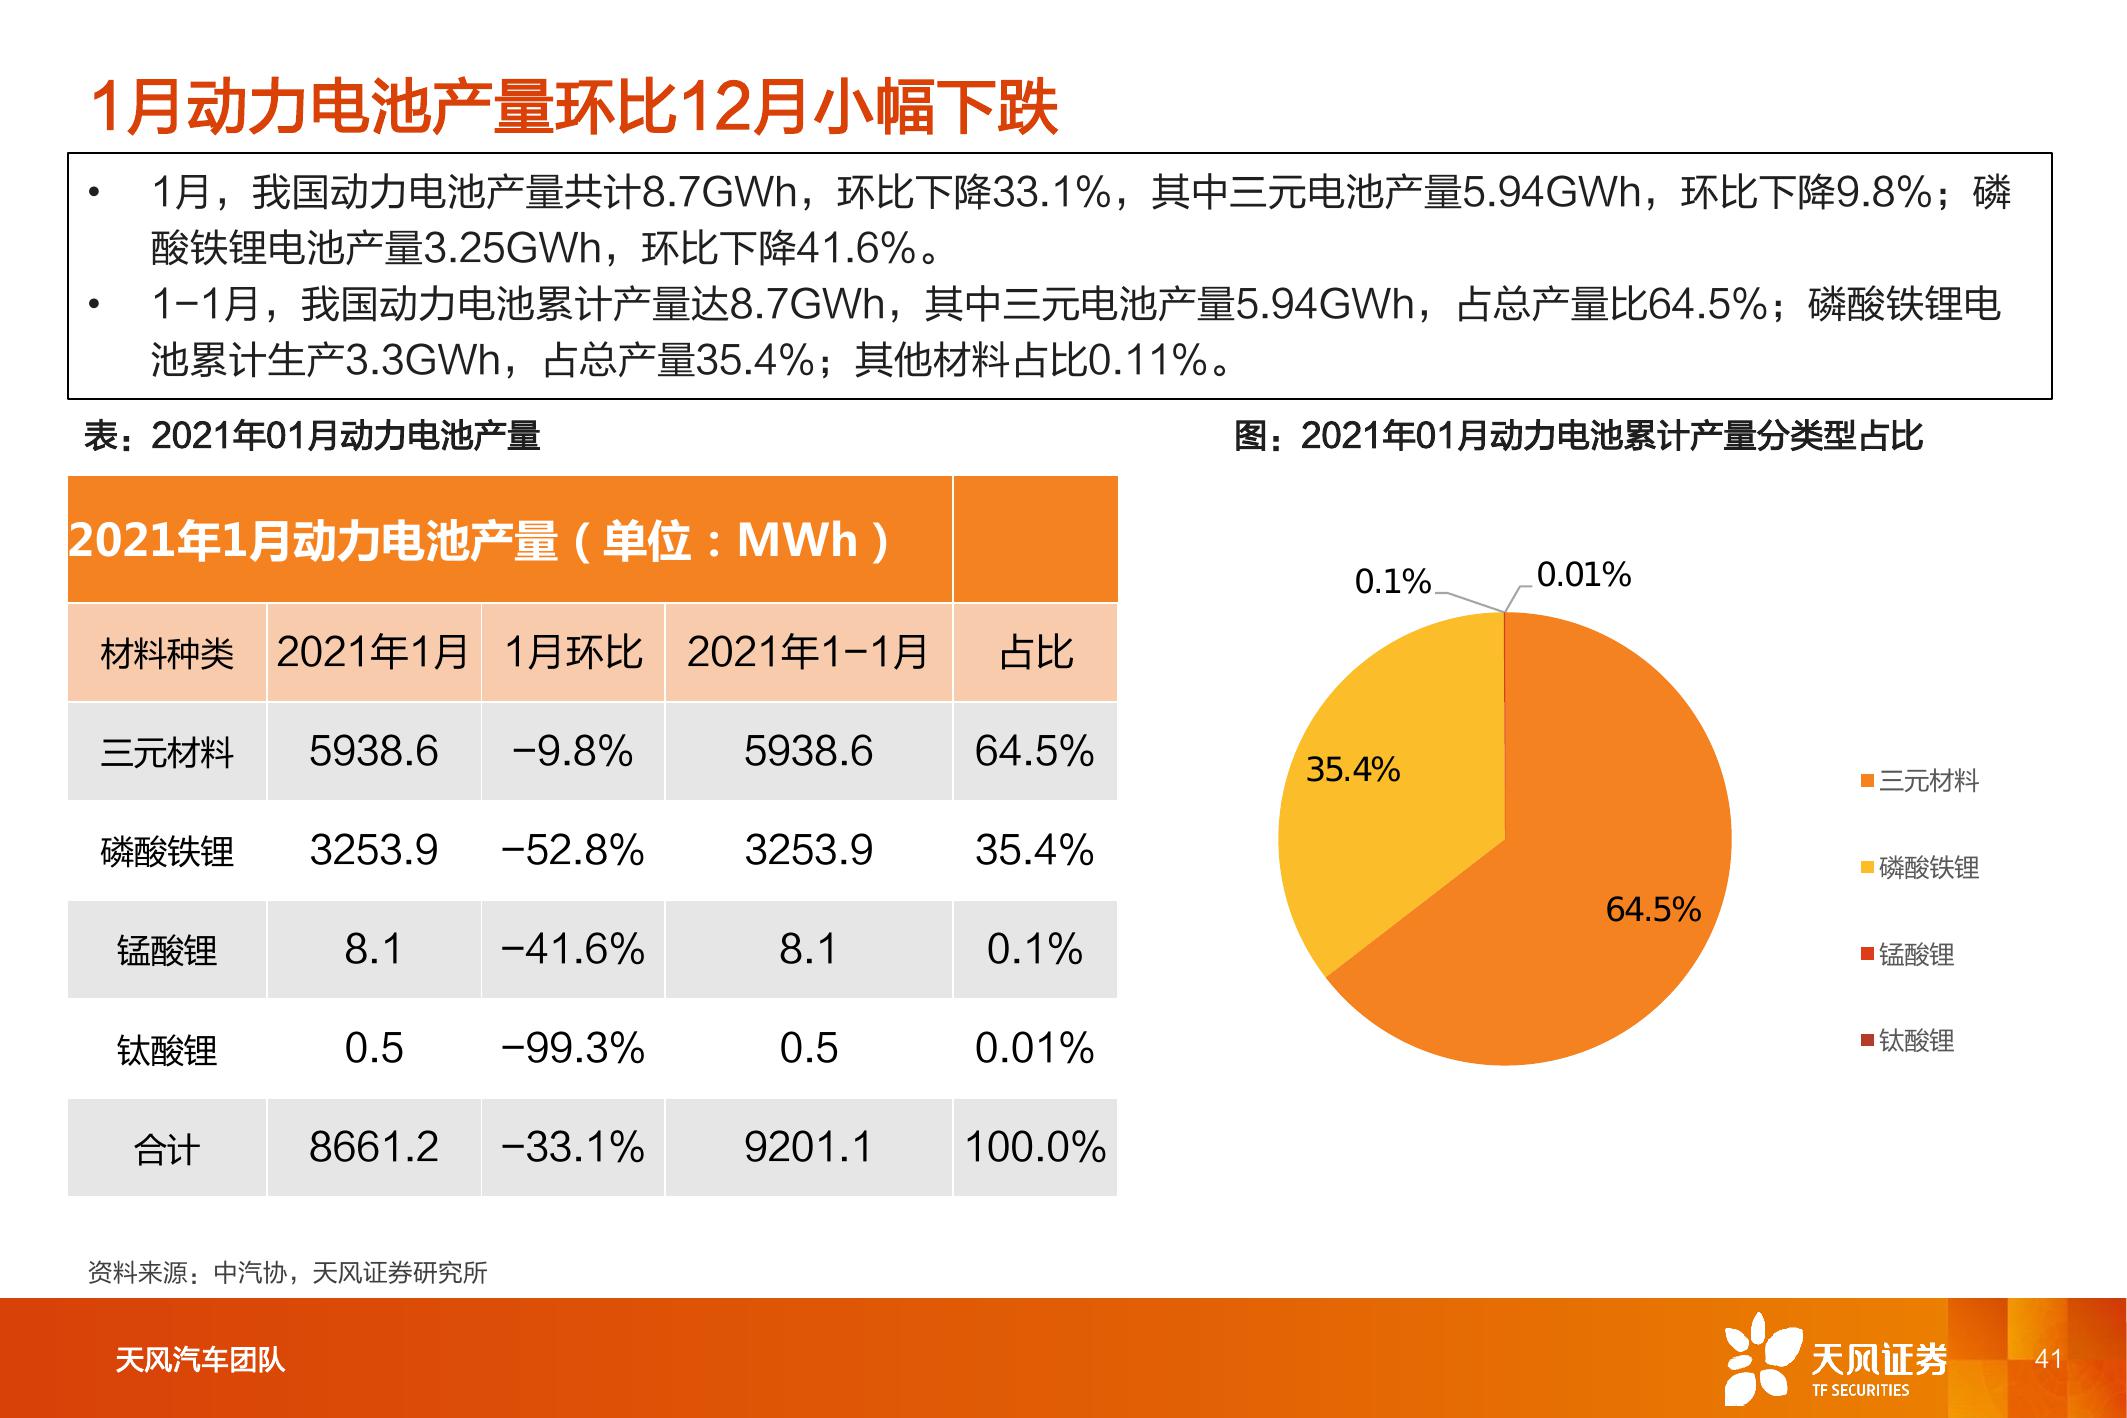 1月动力电池产量环比12月小幅下跌
• 1月，我国动力电池产量共计8.7GWh，环比下降33.1%，其中三元电池产量5.94GWh，环比下降9.8%；磷
酸铁锂电池产量3.25GWh，环比下降41.6%。
• 1-1月，我国动力电池累计产量达8.7GWh，其中三元电池产量5.94GWh，占总产量比64.5%；磷酸铁锂电
池累计生产3.3GWh，占总产量35.4%；其他材料占比0.11%。
表：2021年01月动力电池产量
2021年1月动力电池产量（单位：MWh）
材料种类 2021年1月 1月环比 2021年1-1月 占比
三元材料 5938.6 -9.8% 5938.6 64.5%
磷酸铁锂 3253.9 -52.8% 3253.9 35.4%
锰酸锂 8.1 -41.6% 8.1 0.1%
钛酸锂 0.5 -99.3% 0.5 0.01%
合计 8661.2 -33.1% 9201.1 100.0%
图：2021年01月动力电池累计产量分类型占比
0.1%
0.01%
35.4%
64.5%
三元材料
磷酸铁锂
锰酸锂
钛酸锂
资料来源：中汽协，天风证券研究所
天风汽车团队
天风证券
TF SECURITIES
41